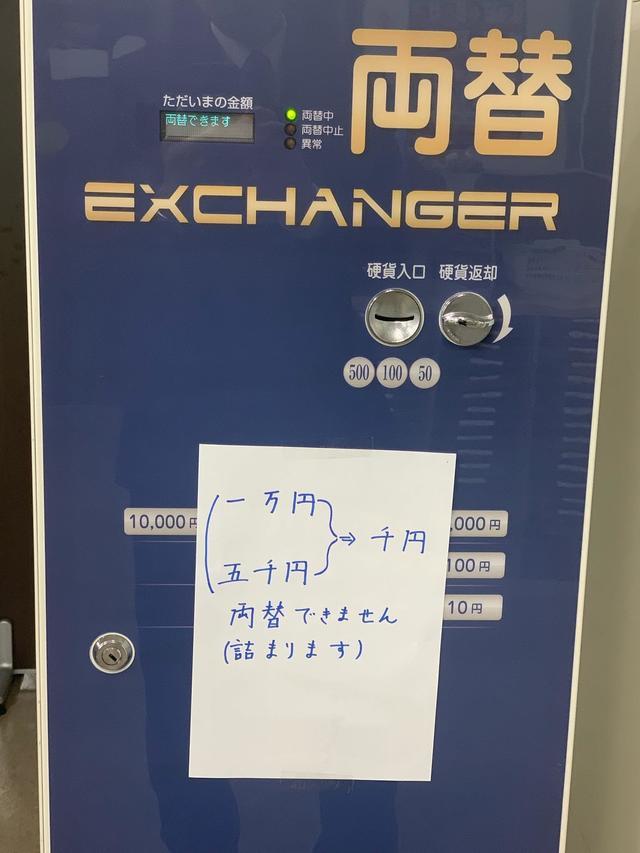 両替
ただいまの金額
両替できます
両替中
両替中止
異常
EXCHANGER
硬貨入口 硬貨返却
500 100 50
一万円
五千円
⇒ 千円
両替できません
(詰まります)
10,000円
,000円
100円
10円